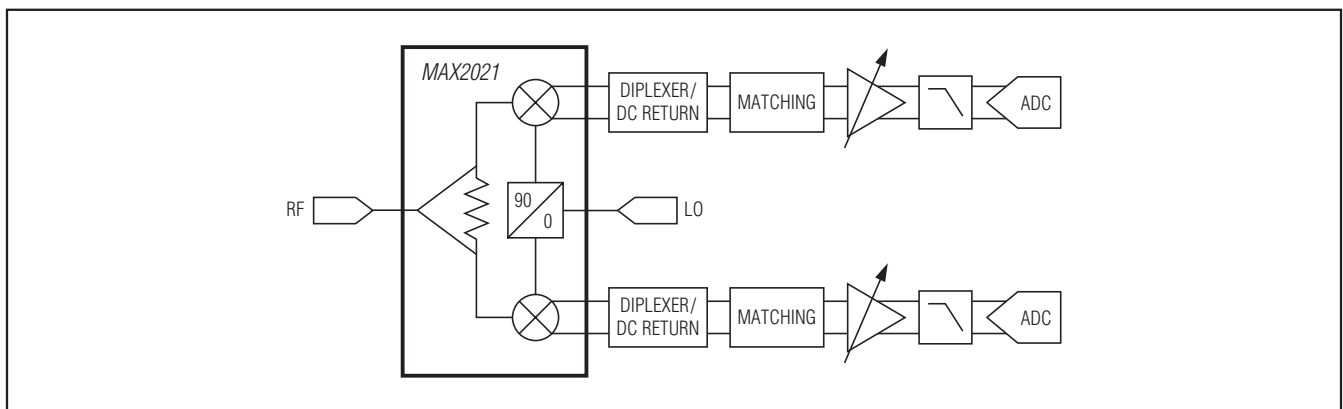 MAX2021
DIPLEXER/
DC RETURN
MATCHING
ADC
RF
90
0
LO
DIPLEXER/
DC RETURN
MATCHING
ADC